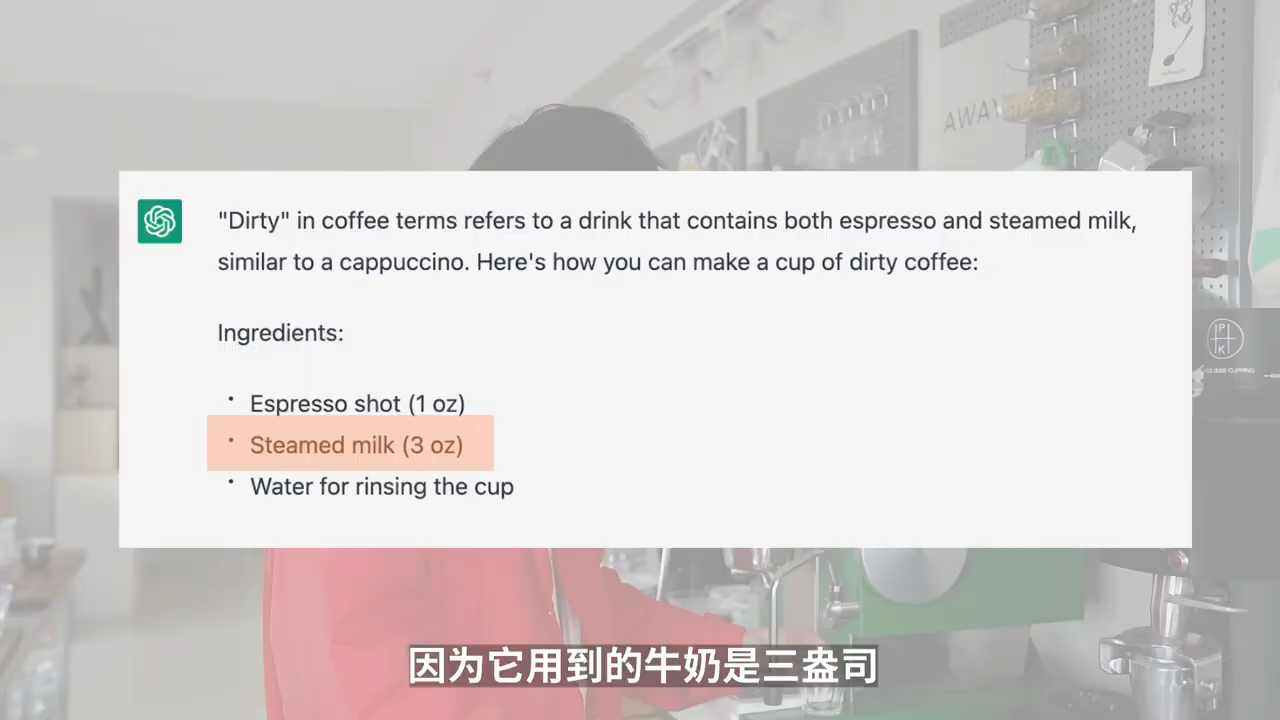 AWAY
"Dirty" in coffee terms refers to a drink that contains both espresso and steamed milk,
similar to a cappuccino. Here's how you can make a cup of dirty coffee:
Ingredients:
• Espresso shot (1 oz)
• Steamed milk (3 oz)
• Water for rinsing the cup
P
K
因为它用到的牛奶是三盎司